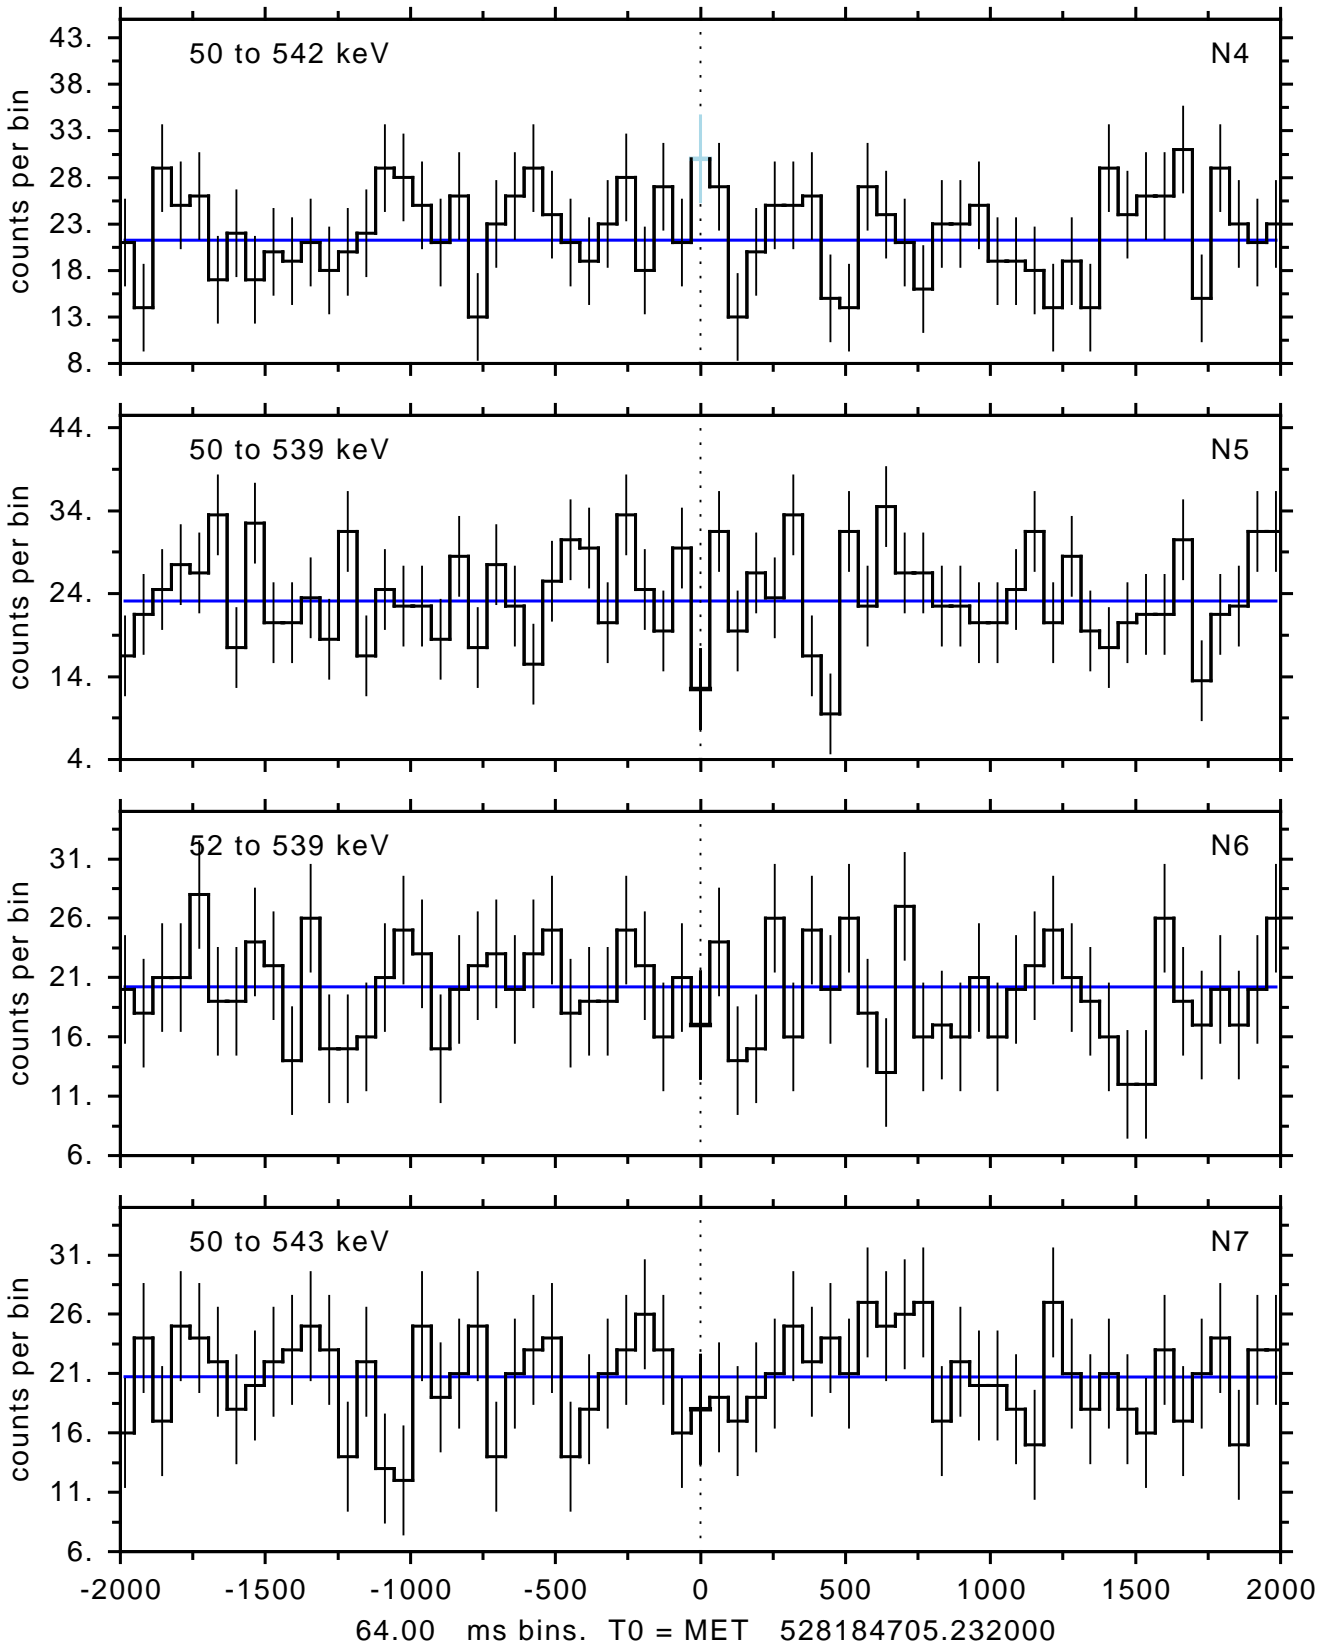 50 to 542 keV N4
43.
38.
33.
28.
23.
18.
13.
8.
counts per bin
50 to 539 keV N5
44.
34.
24.
14.
4.
counts per bin
52 to 539 keV N6
31.
26.
21.
16.
11.
6.
counts per bin
50 to 543 keV N7
31.
26.
21.
16.
11.
6.
counts per bin
-2000 -1500 -1000 -500 0 500 1000 1500 2000
64.00 ms bins. T0 = MET 528184705.232000